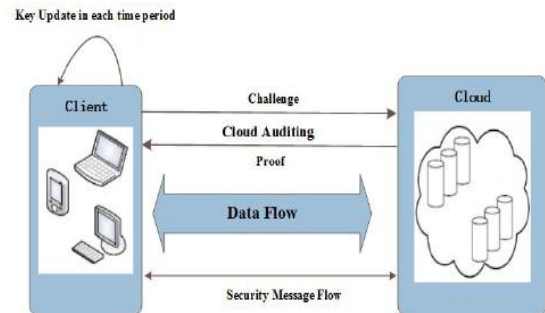 Key Update in each time period
Client
Cloud
Challenge
Cloud Auditing
Proof
Data Flow
Security Message Flow